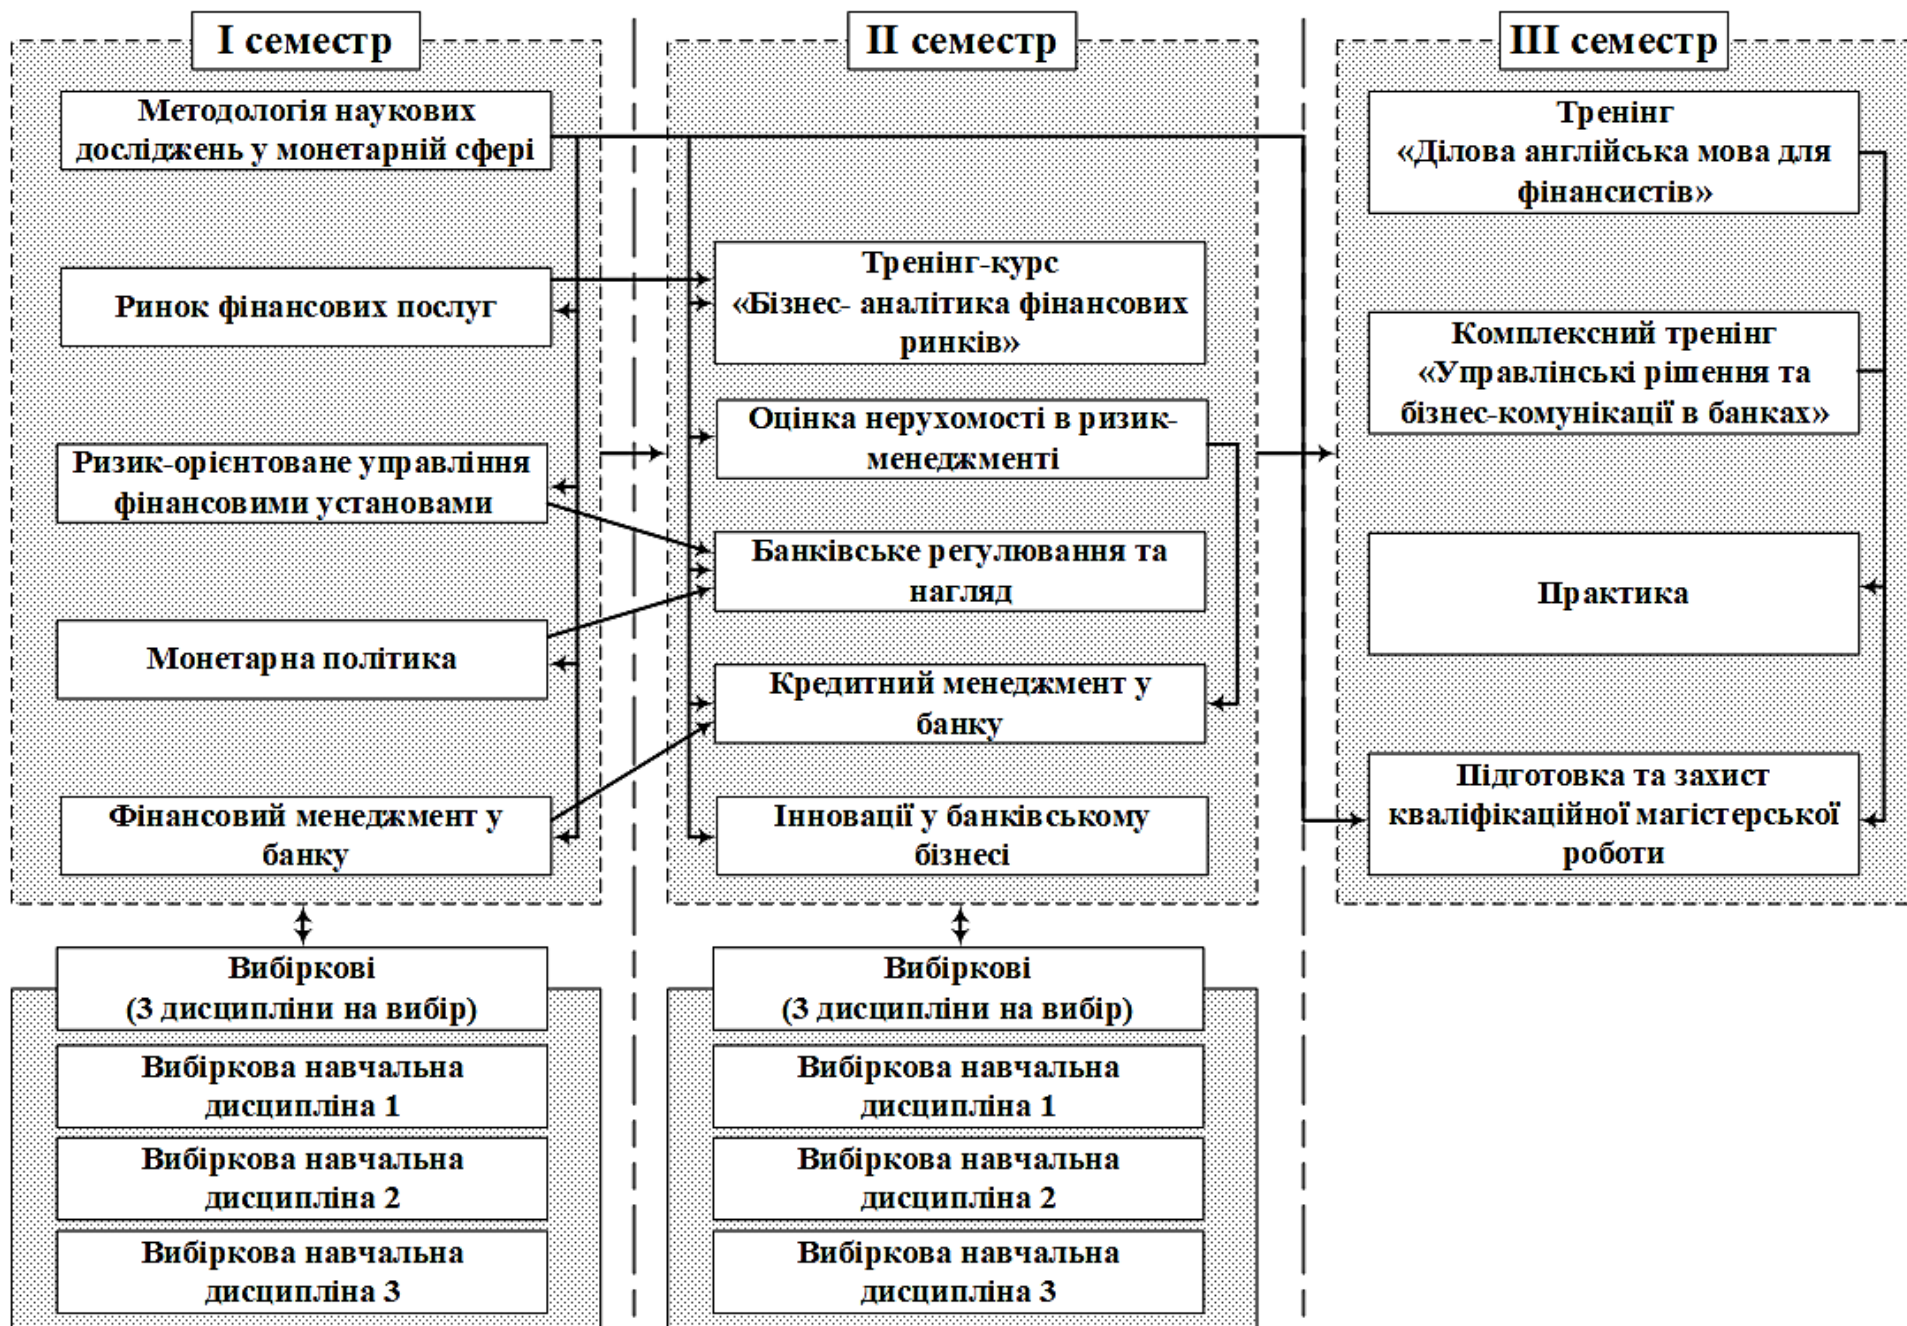 І семестр
Методологія наукових
досліджень у монетарній сфері
Ринок фінансових послуг
Ризик-орієнтоване управління
фінансовими установами
Монетарна політика
Фінансовий менеджмент у
банку
Вибіркові
(3 дисципліни на вибір)
Вибіркова навчальна
дисципліна 1
Вибіркова навчальна
дисципліна 2
Вибіркова навчальна
дисципліна 3
ІІ семестр
Тренінг-курс
«Бізнес- аналітика фінансових
ринків»
Оцінка нерухомості в ризик-
менеджменті
Банківське регулювання та
нагляд
Кредитний менеджмент у
банку
Інновації у банківському
бізнесі
Вибіркові
(3 дисципліни на вибір)
Вибіркова навчальна
дисципліна 1
Вибіркова навчальна
дисципліна 2
Вибіркова навчальна
дисципліна 3
ІІІ семестр
Тренінг
«Ділова англійська мова для
фінансистів»
Комплексний тренінг
«Управлінські рішення та
бізнес-комунікації в банках»
Практика
Підготовка та захист
кваліфікаційної магістерської
роботи